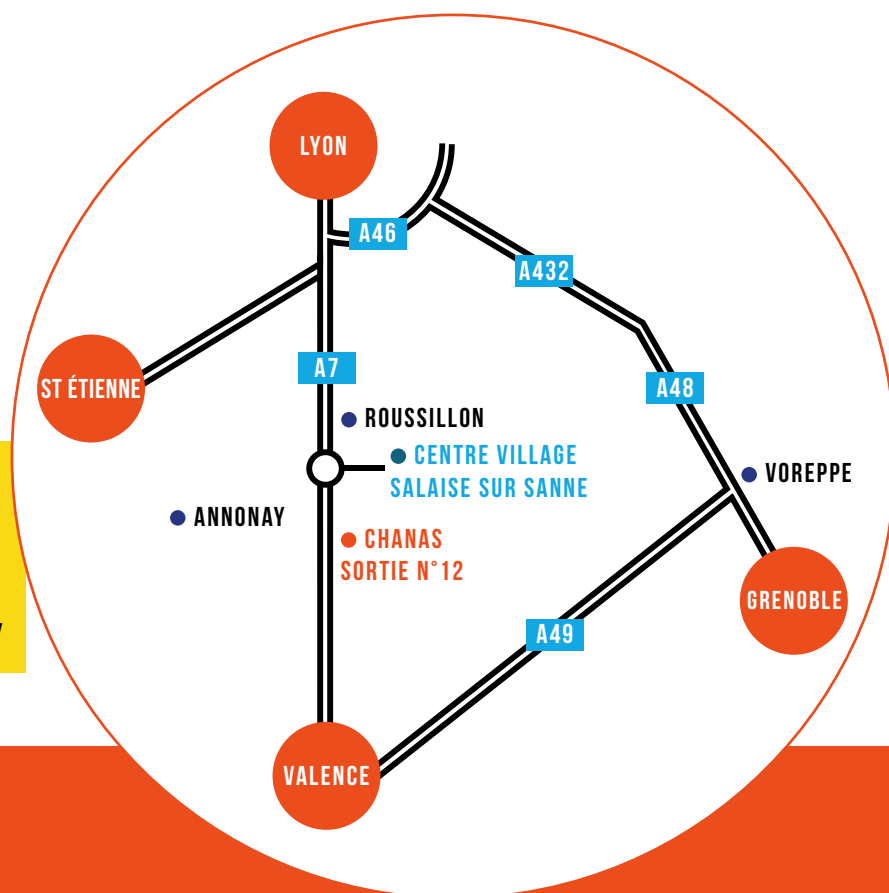 LYON
A46
A432
A7
ST ÉTIENNE
A48
ROUSSILLON
CENTRE VILLAGE
SALAISE SUR SANNE
VOREPPE
ANNONAY
CHANAS
SORTIE N°12
GRENOBLE
A49
VALENCE